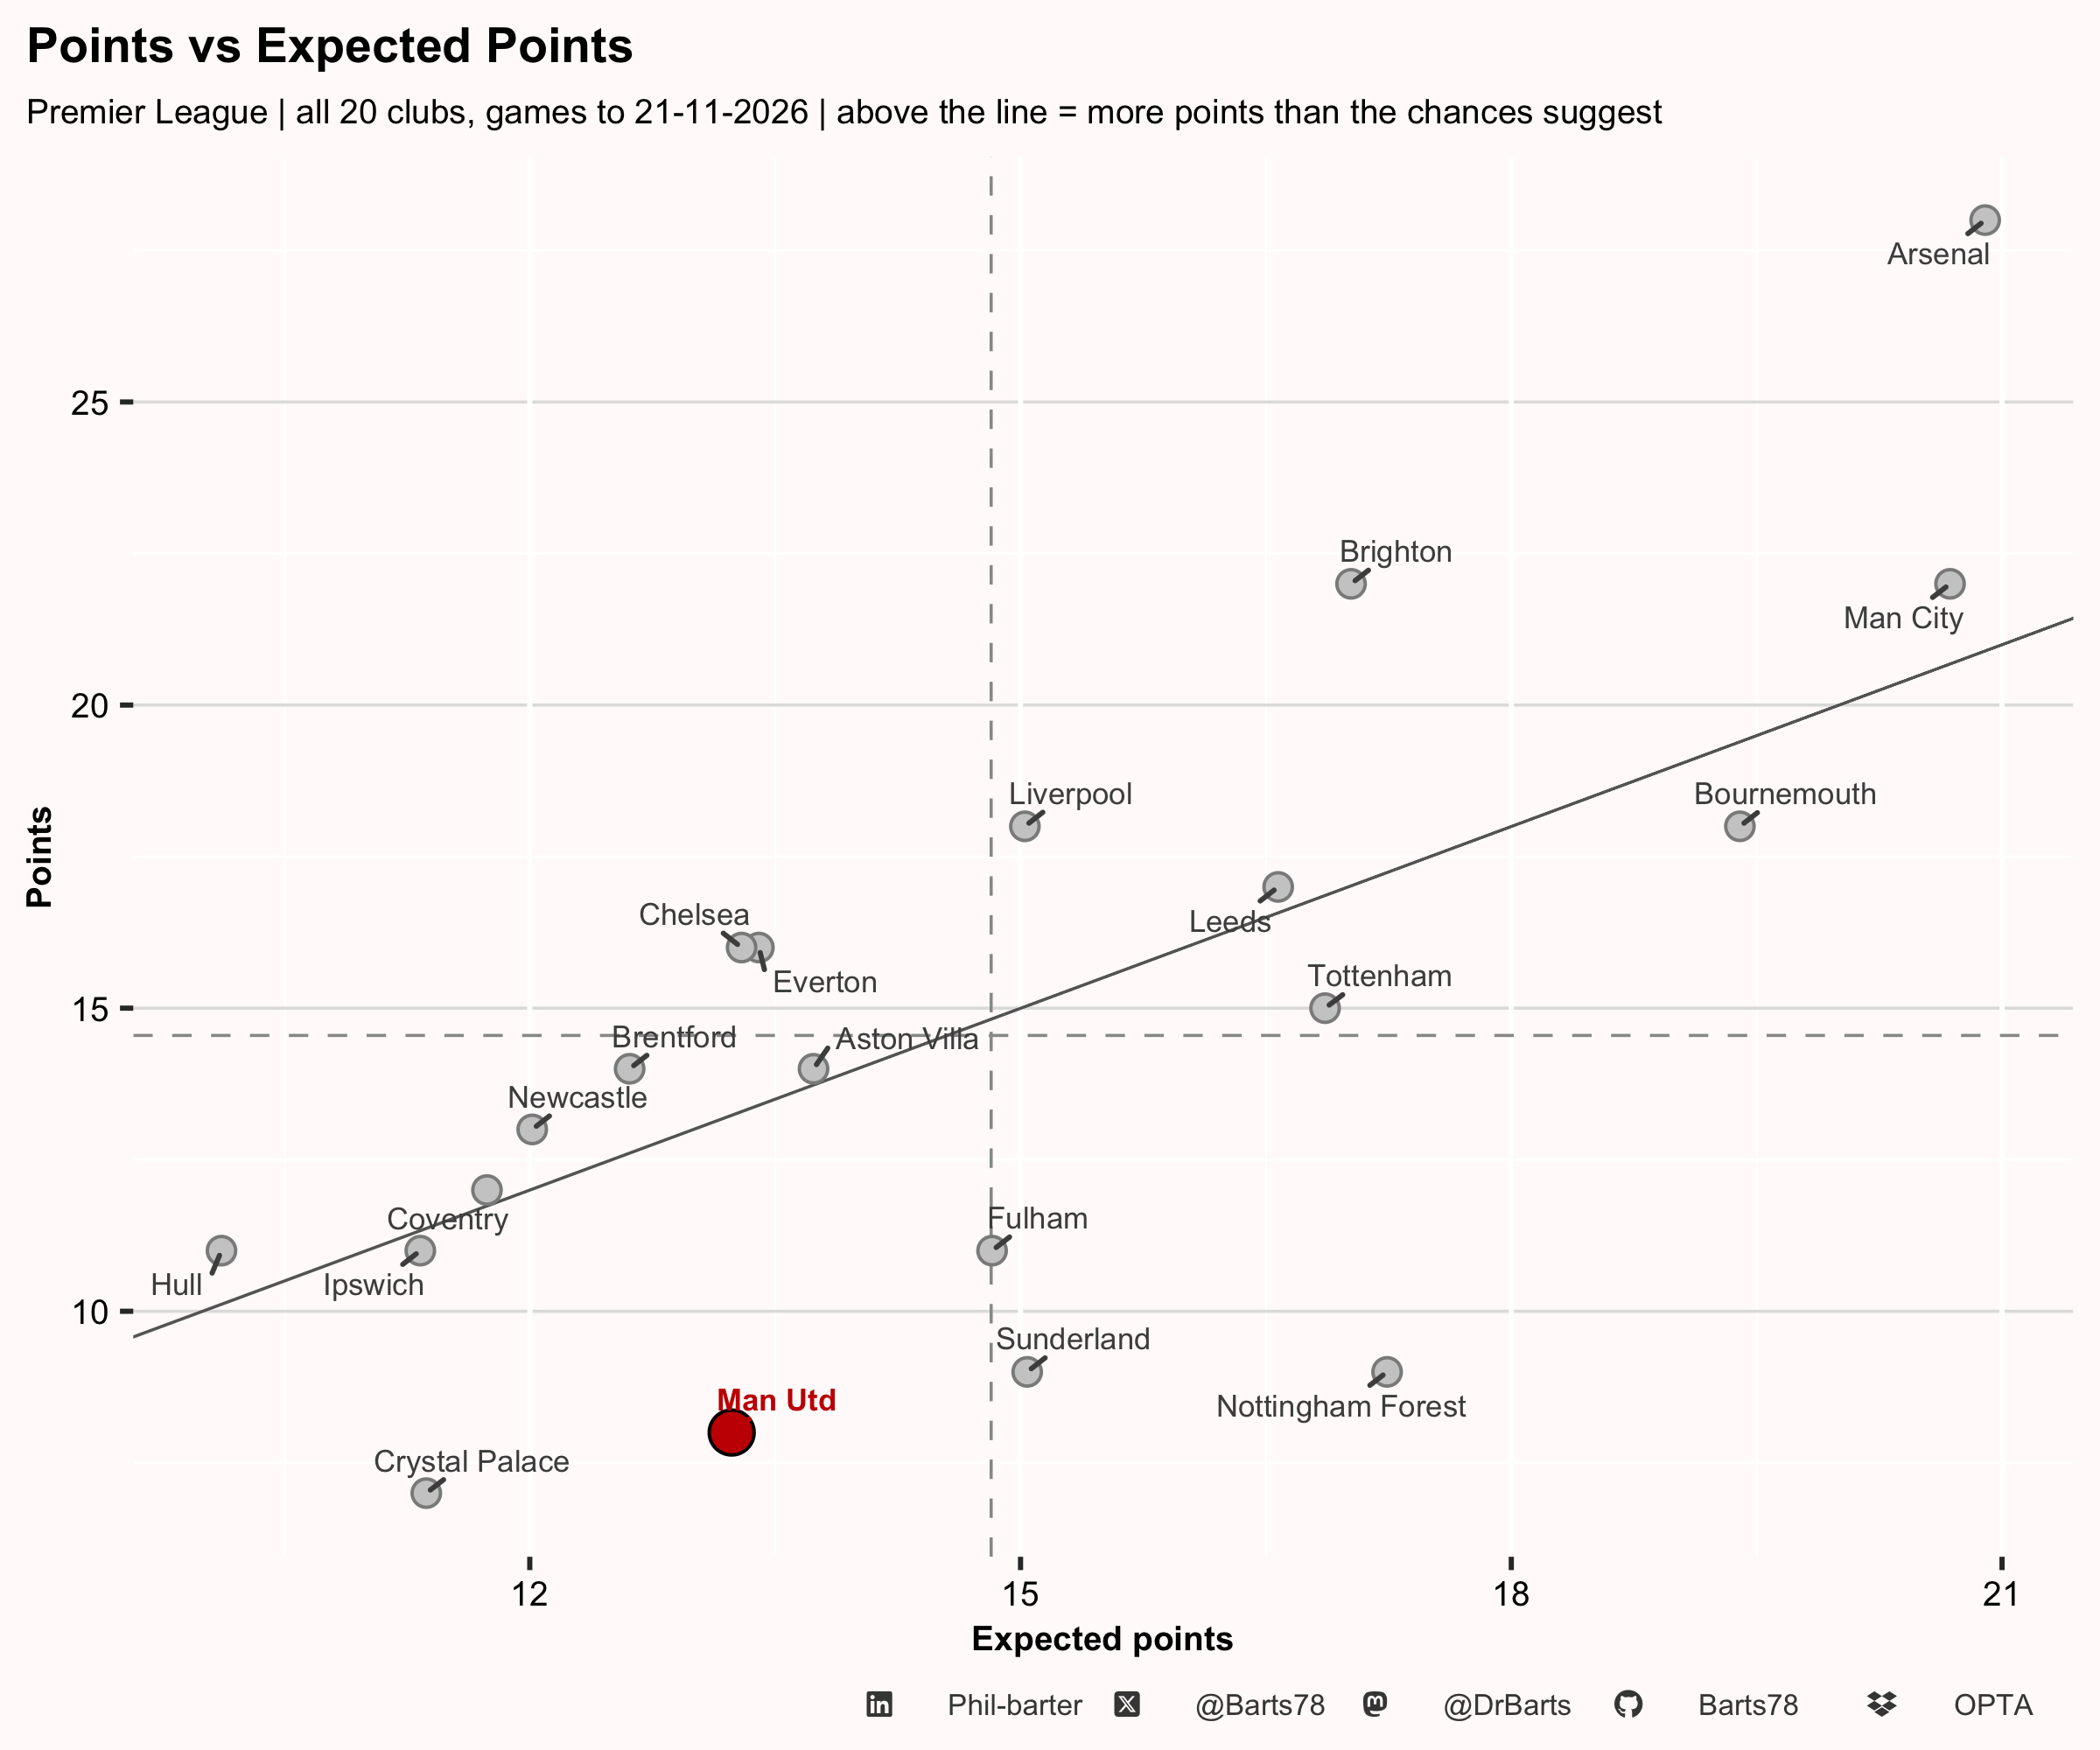 Points vs Expected Points
Premier League | all 20 clubs, games to 21-11-2026 | above the line = more points than the chances suggest
Arsenal
25
Brighton
Man City
20
Liverpool
Bournemouth
Points
Chelsea
Leeds
Everton
Tottenham
15
Brentford
Aston Villa
Newcastle
Coventry
Fulham
Hull
Ipswich
10
Sunderland
Man Utd
Nottingham Forest
Crystal Palace
12 15 18 21
Expected points
Phil-barter @Barts78 @DrBarts Barts78 OPTA